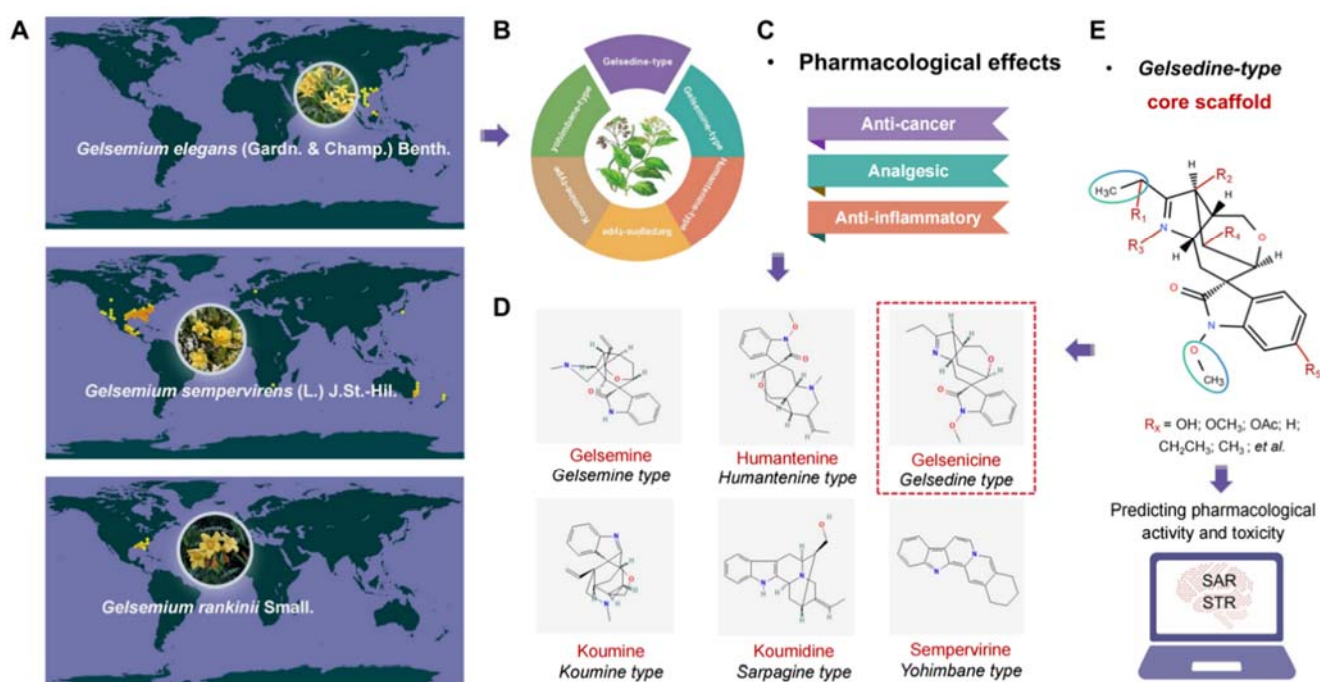 A
Gelsemium elegans (Gardn. & Champ.) Benth.
Gelsemium sempervirens (L.) J.St.-Hil.
Gelsemium rankinii Small.
B
Gelsedine-type
Gelsemine-type
Humantenine-type
Sarpagine-type
Koumine-type
yohimbane-type
C
• Pharmacological effects
Anti-cancer
Analgesic
Anti-inflammatory
D
Gelsemine
Gelsemine type
Humantenine
Humantenine type
Gelsenicine
Gelsedine type
Koumine
Koumine type
Koumidine
Sarpagine type
Sempervirine
Yohimbane type
E
• Gelsedine-type
core scaffold
H₃C
R₁
R₂
R₃
R₄
R₅
N
H
H
H
H
O
O
N
O
CH₃
Rx = OH; OCH₃; OAc; H;
CH₂CH₃; CH₃ ; et al.
Predicting pharmacological
activity and toxicity
SAR
STR